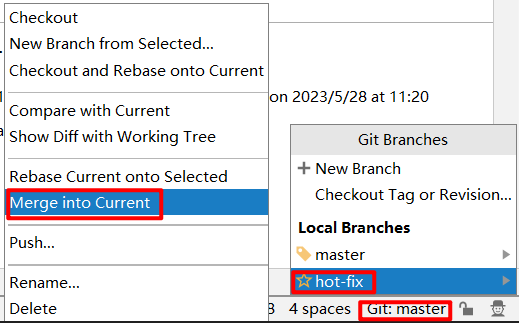 Checkout
New Branch from Selected...
Checkout and Rebase onto Current
Compare with Current
on 2023/5/28 at 11:20
Show Diff with Working Tree
Rebase Current onto Selected
Merge into Current
Push...
Rename...
Delete
Git Branches
+ New Branch
Checkout Tag or Revision...
Local Branches
master
hot-fix
4 spaces
Git: master